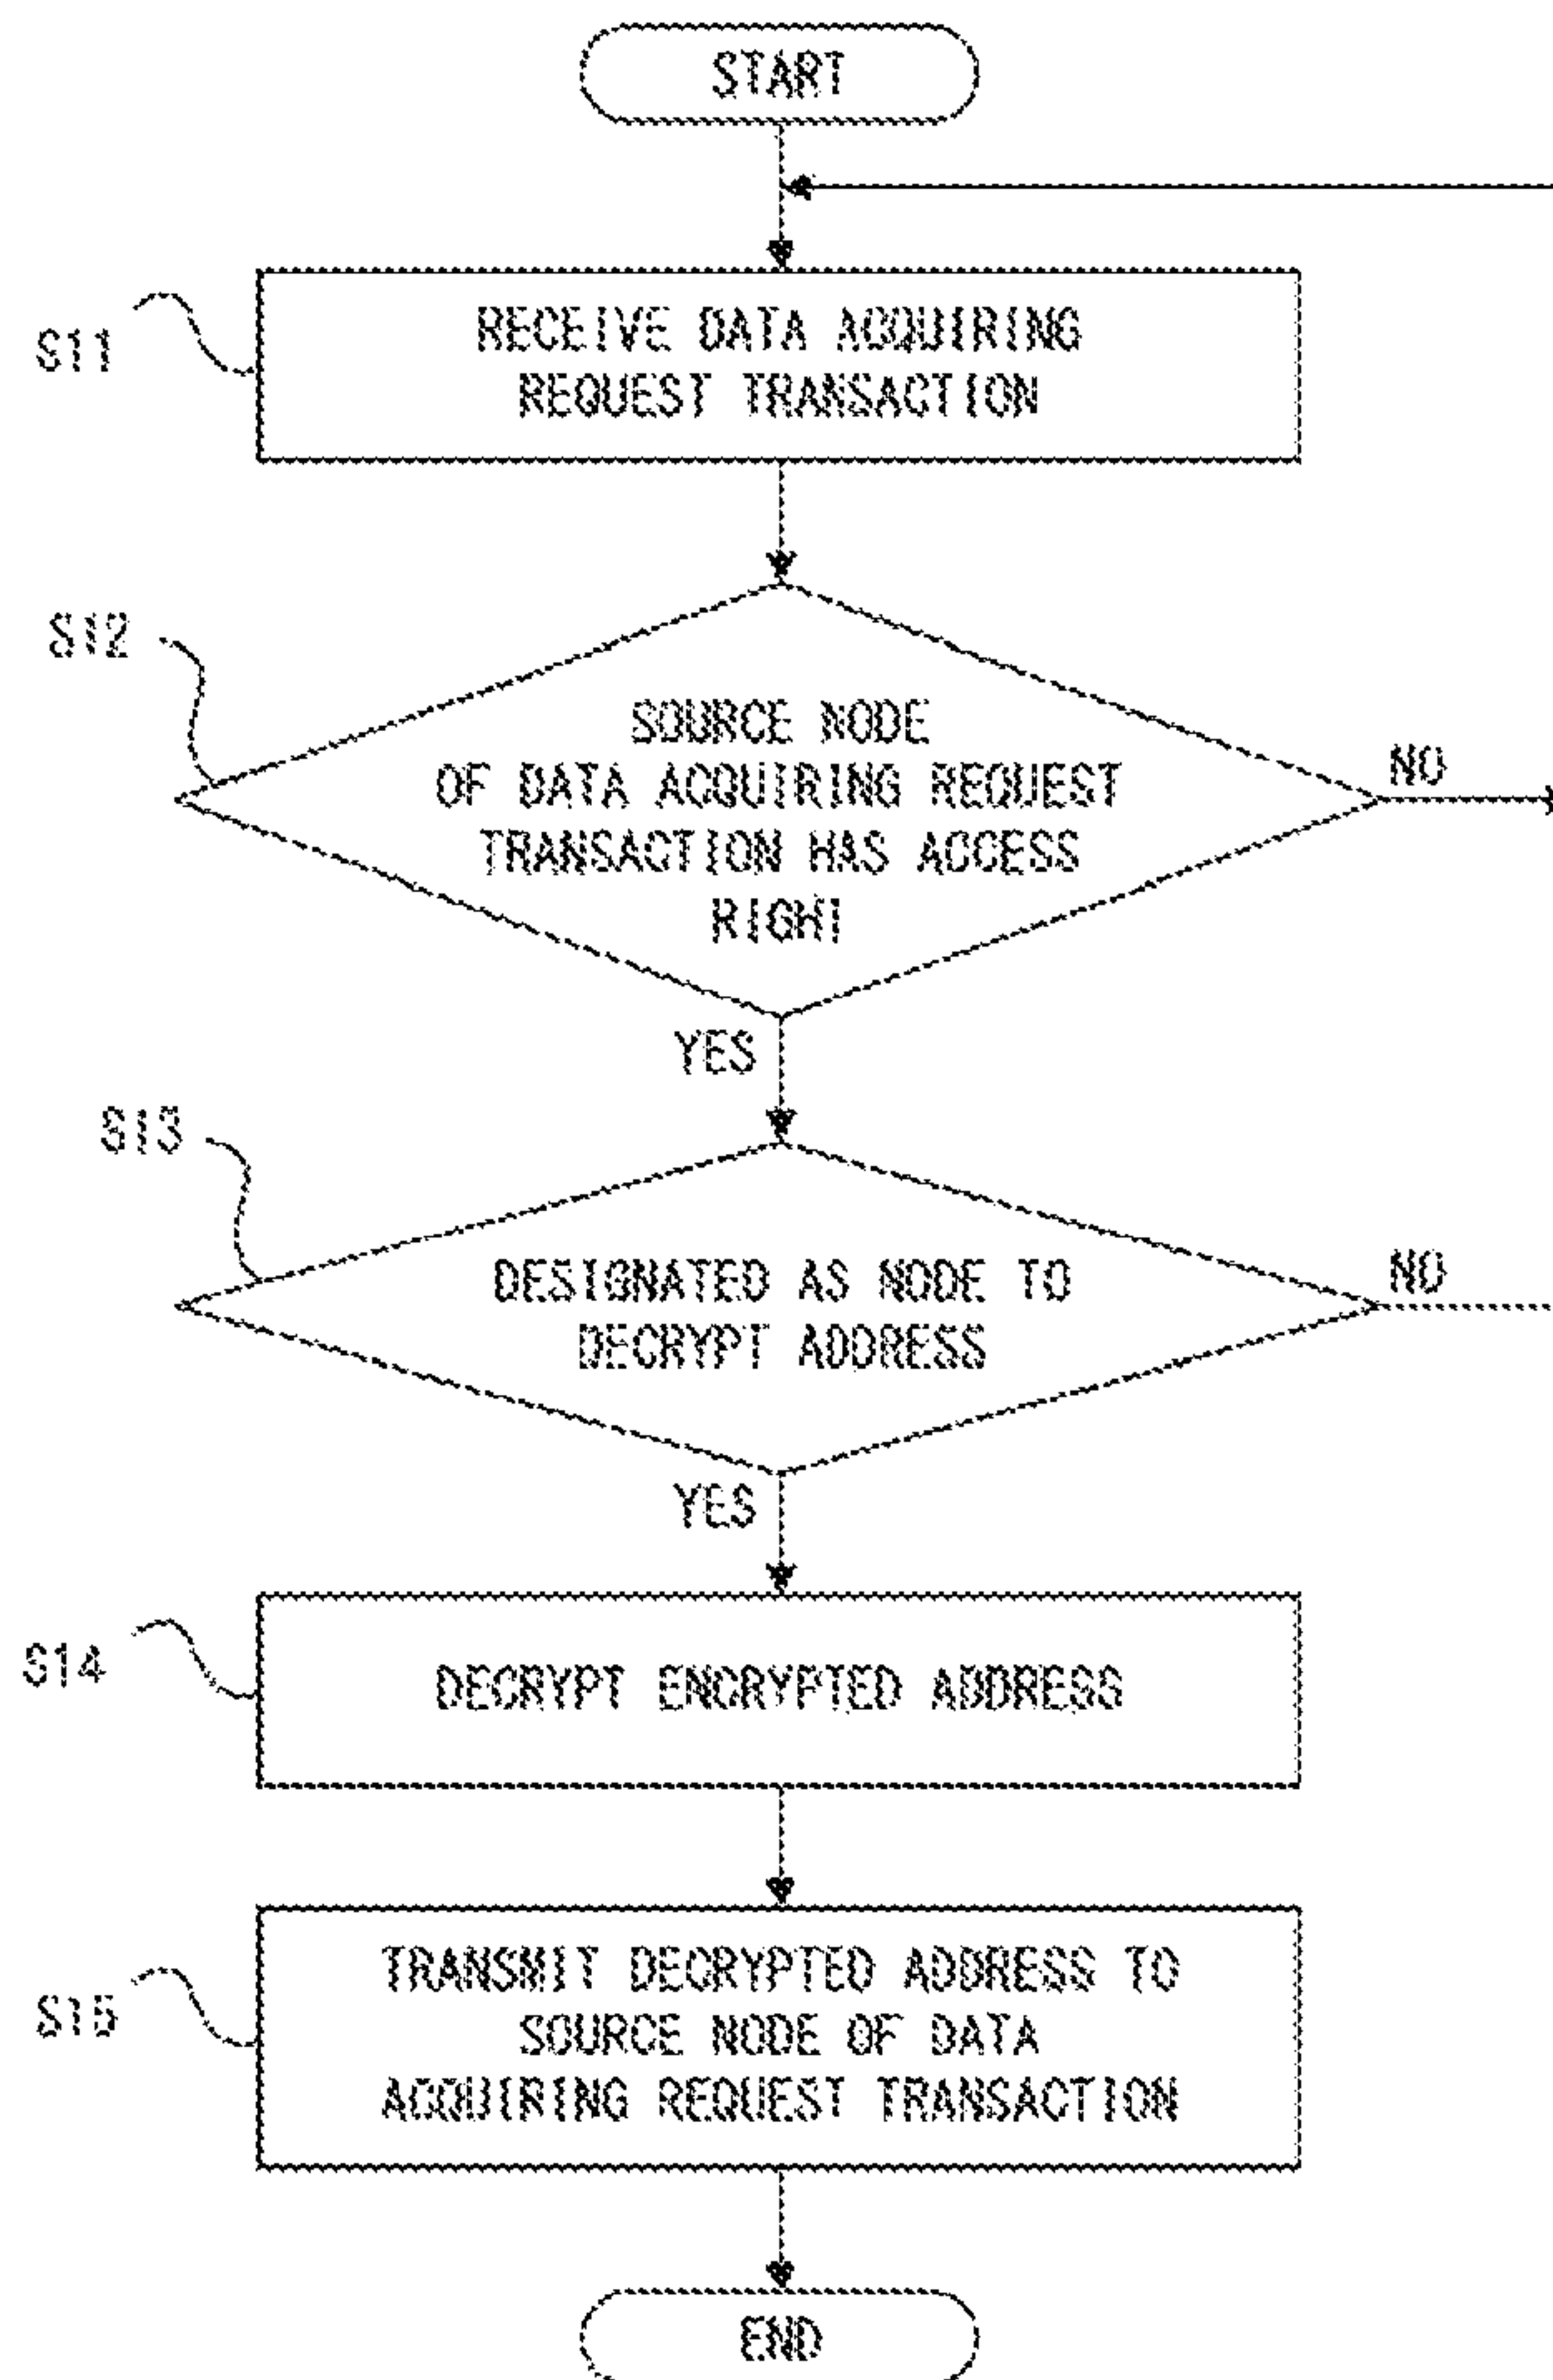 START
S11
RECEIVE DATA ACQUIRING
REQUEST TRANSACTION
S12
SOURCE NODE
OF DATA ACQUIRING REQUEST
TRANSACTION HAS ACCESS
RIGHT
NO
YES
S13
DESIGNATED AS NODE TO
DECRYPT ADDRESS
NO
YES
S14
DECRYPT ENCRYPTED ADDRESS
S15
TRANSMIT DECRYPTED ADDRESS TO
SOURCE NODE OF DATA
ACQUIRING REQUEST TRANSACTION
END